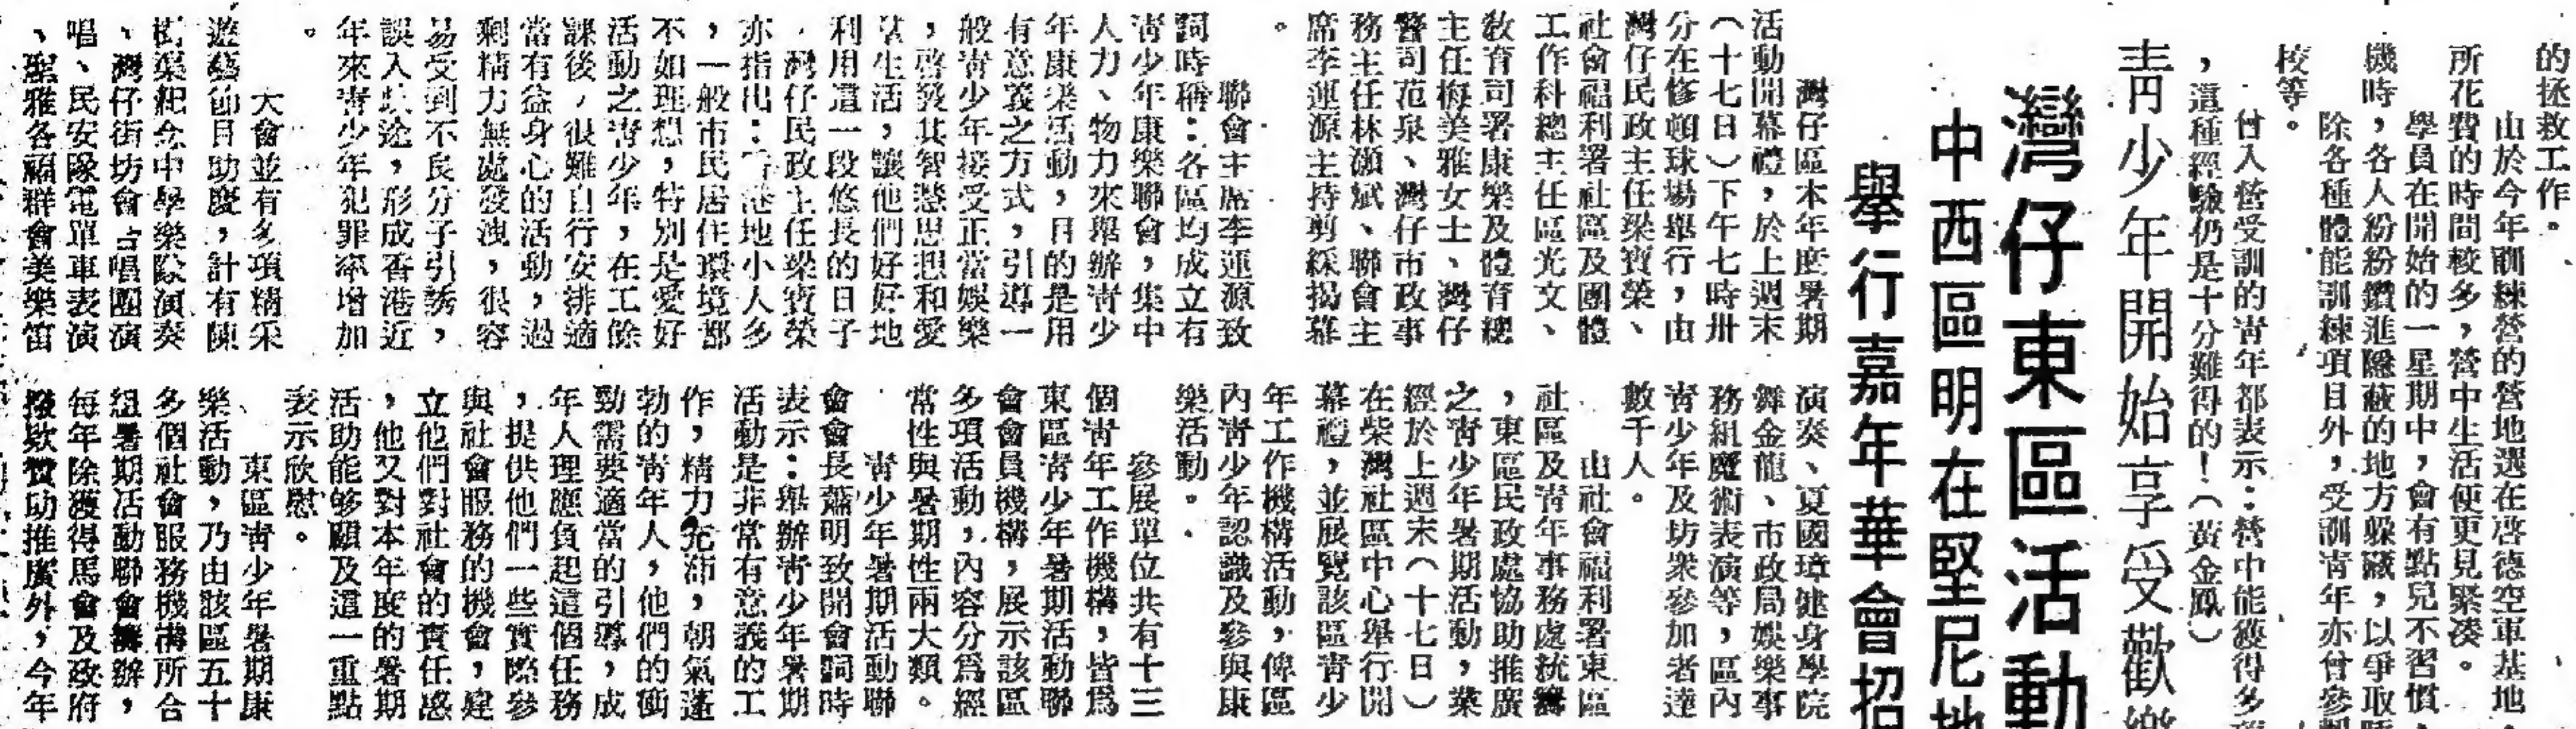 的拯救工作。
由於今年訓練營的營地選在啓德空軍基地,
所花費的時間較多,營中生活便更見緊凑。
學員在開始的一星期中,會有點兒不習慣,
機時,各人紛紛鑽進隱蔽的地方躲藏,以爭取
除各種體能訓練項目外,受訓青年亦曾參
校等。
曾入營受訓的青年都表示:營中能獲得多
,這種經驗仍是十分難得的!(黃金鳳)
青少年開始享受歡樂
灣仔東區活動
中西區明在堅尼地
舉行嘉年華會招
灣仔區本年度暑期
活動開幕禮,於上週末
(十七日)下午七時卅
分在修頓球場舉行,由
灣仔民政主任梁寶榮、
社會福利署社區及團體
工作科總主任區光文、
敎育司署康樂及體育總
主任梅美雅女士、灣仔
警司范泉、灣仔市政事
務主任林灝斌、聯會主
席李運源主持剪綵揭幕
。
聯會主席李運源致
詞時稱:各區均成立有
靑少年康樂聯會,集中
人力、物力來舉辦靑少
年康樂活動,目的是用
有意義之方式,引導一
般靑少年接受正當娛樂
,啓發其智慧思想和愛
羣生活,讓他們好好地
利用這一段悠長的日子
,灣仔民政主任梁寶榮
亦指出:香港地小人多
,一般市民居住環境都
不如理想,特別是愛好
活動之靑少年,在工餘
課後,很難自行安排適
當有益身心的活動,過
剩精力無處發洩,很容
易受到不良分子引誘,
誤入歧途,形成香港近
年來靑少年犯罪率增加
。
大會並有多項精采
遊藝節目助慶,計有陳
樹渠紀念中學樂隊演奏
、灣仔街坊會古唱團演
唱、民安隊電單車表演
、聖雅各福群會美樂笛
演奏、夏國璋健身學院
舞金龍、市政局娛樂事
務組魔術表演等,區內
靑少年及坊衆參加者達
數千人。
由社會福利署東區
社區及靑年事務處統籌
,東區民政處協助推廣
之靑少年暑期活動,業
經於上週末(十七日)
在柴灣社區中心舉行開
幕禮,並展覽該區靑少
年工作機構活動,俾區
內靑少年認識及參與康
樂活動。
參展單位共有十三
個靑年工作機構,皆爲
東區靑少年暑期活動聯
會會員機構,展示該區
多項活動,內容分爲經
常性與暑期性兩大類。
靑少年暑期活動聯
會會長蕭明致開會詞時
表示:舉辦靑少年暑期
活動是非常有意義的工
作,精力充沛,朝氣蓬
勃的靑年人,他們的衝
勁需要適當的引導,成
年人理應負起這個任務
,提供他們一些實際參
與社會服務的機會,建
立他們對社會的責任感
,他又對本年度的暑期
活助能够顧及這一重點
表示欣慰。
東區靑少年暑期康
樂活動,乃由該區五十
多個社會服務機構所合
組暑期活動聯會籌辦,
每年除獲得馬會及政府
撥欵贊助推廣外,今年